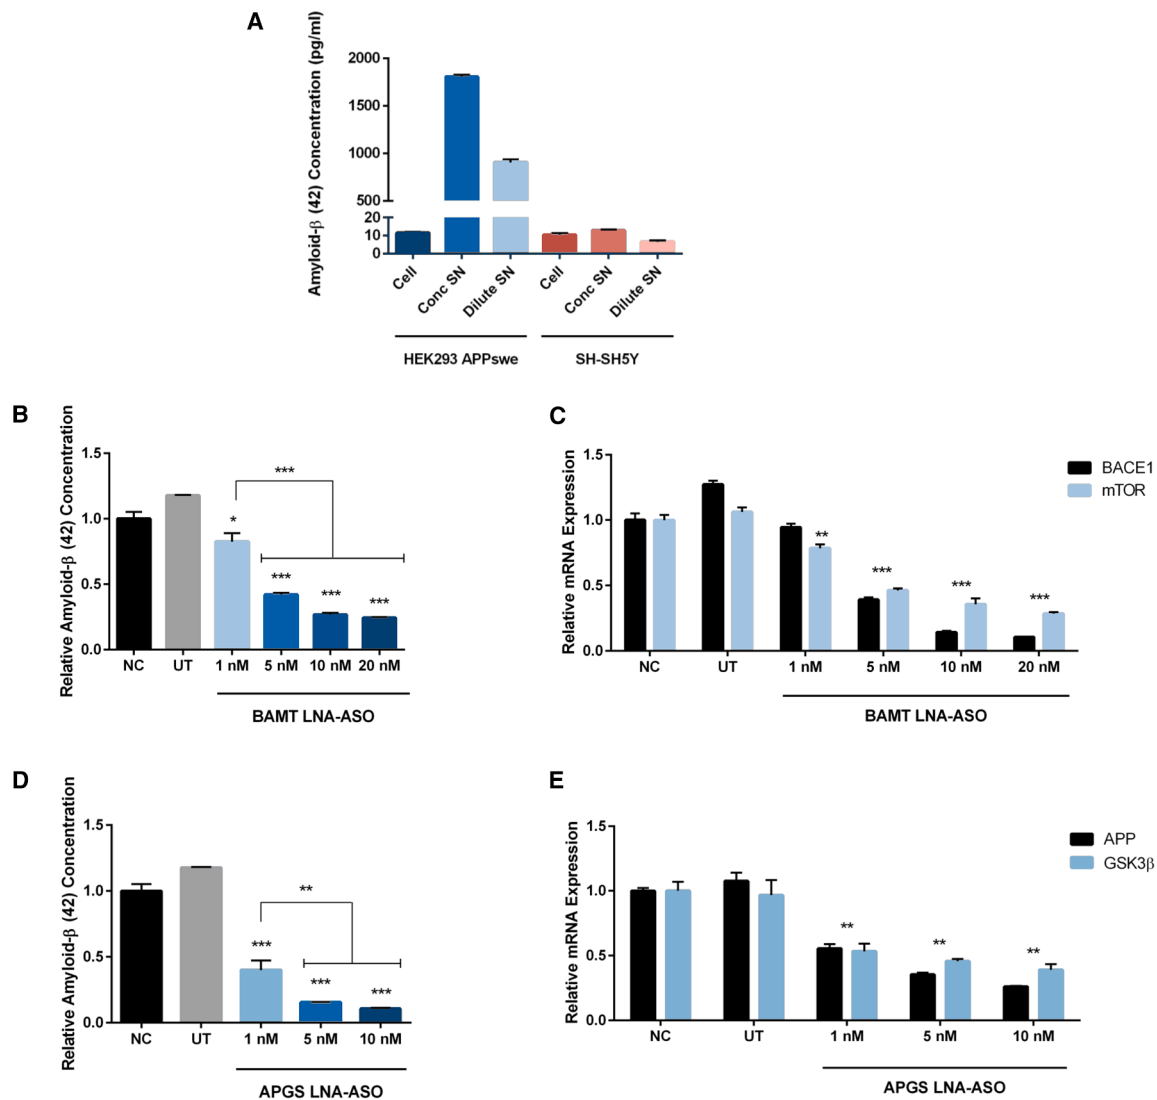 A
Amyloid-β (42) Concentration (pg/ml)
2000
1500
1000
500
20
10
0
Cell
Conc SN
Dilute SN
Cell
Conc SN
Dilute SN
HEK293 APPswe
SH-SH5Y
B
Relative Amyloid-β (42) Concentration
1.5
1.0
0.5
0.0
***
*
***
***
***
NC UT 1 nM 5 nM 10 nM 20 nM
BAMT LNA-ASO
C
Relative mRNA Expression
1.5
1.0
0.5
0.0
BACE1
mTOR
**
***
***
***
NC UT 1 nM 5 nM 10 nM 20 nM
BAMT LNA-ASO
D
Relative Amyloid-β (42) Concentration
1.5
1.0
0.5
0.0
**
***
***
***
NC UT 1 nM 5 nM 10 nM
APGS LNA-ASO
E
Relative mRNA Expression
1.5
1.0
0.5
0.0
APP
GSK3β
**
**
**
NC UT 1 nM 5 nM 10 nM
APGS LNA-ASO